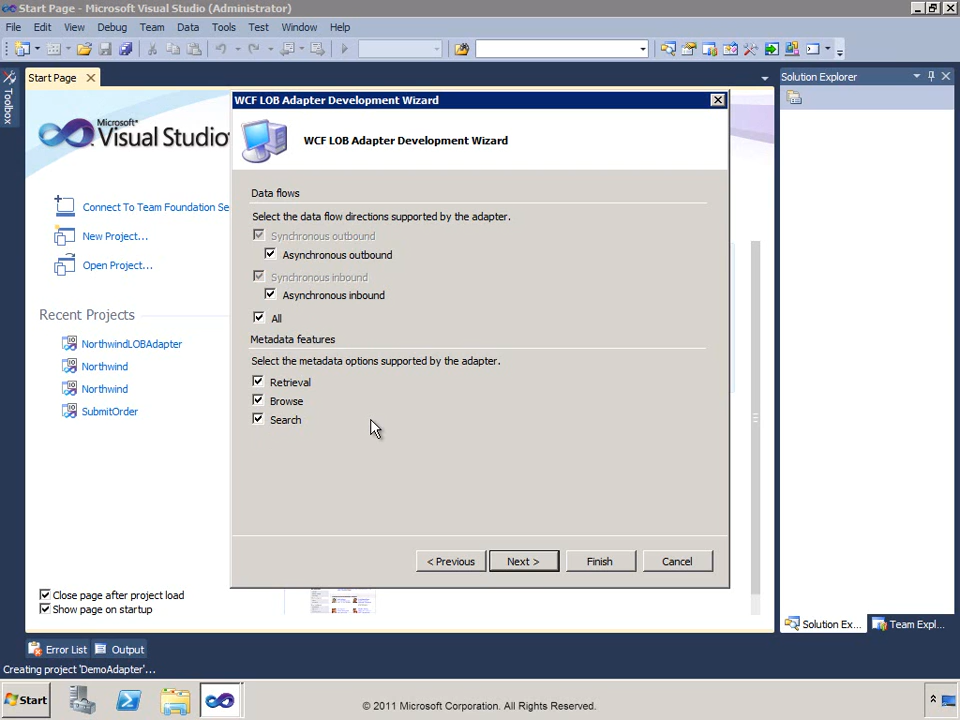 Start Page - Microsoft Visual Studio (Administrator)
File Edit View Debug Team Test Data Tools Test Window Help
Start Page
Solution Explorer
Toolbox
Microsoft®
Visual Studio
Connect To Team Foundation Se
New Project...
Open Project...
Recent Projects
NorthwindLOBAdapter
Northwind
Northwind
SubmitOrder
Close page after project load
Show page on startup
WCF LOB Adapter Development Wizard
WCF LOB Adapter Development Wizard
Data flows
Select the data flow directions supported by the adapter.
Synchronous outbound
Asynchronous outbound
Synchronous inbound
Asynchronous inbound
All
Metadata features
Select the metadata options supported by the adapter.
Retrieval
Browse
Search
< Previous Next > Finish Cancel
Solution Ex... Team Expl...
Error List Output
Creating project 'DemoAdapter'...
Start
© 2011 Microsoft Corporation. All rights reserved.